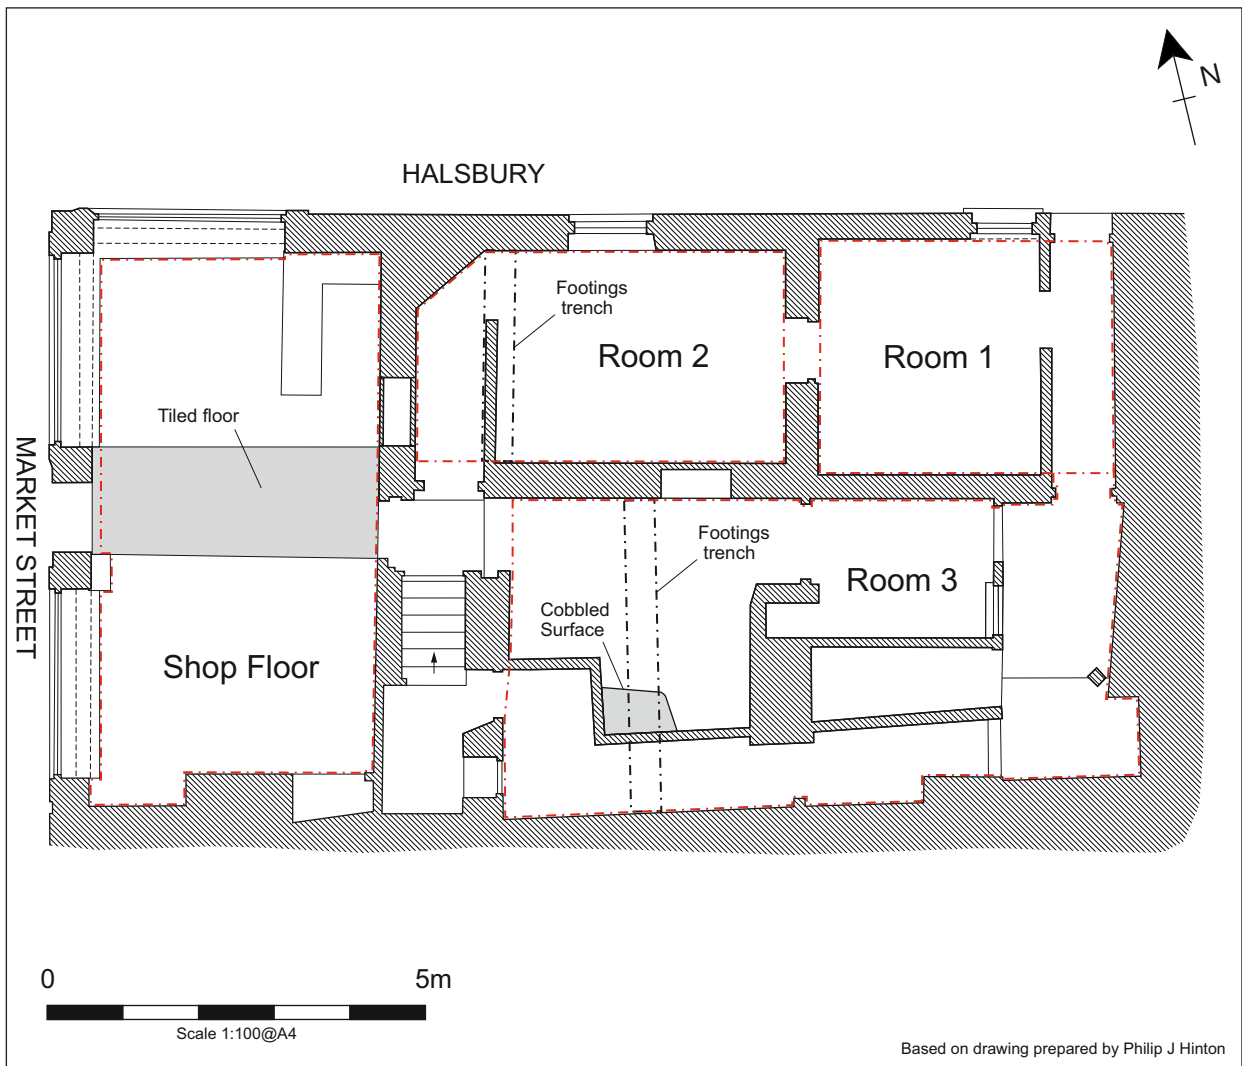 N
HALSBURY
Footings
trench
Room 2
Room 1
Tiled floor
MARKET STREET
Footings
trench
Room 3
Cobbled
Surface
Shop Floor
0 5m
Scale 1:100@A4
Based on drawing prepared by Philip J Hinton